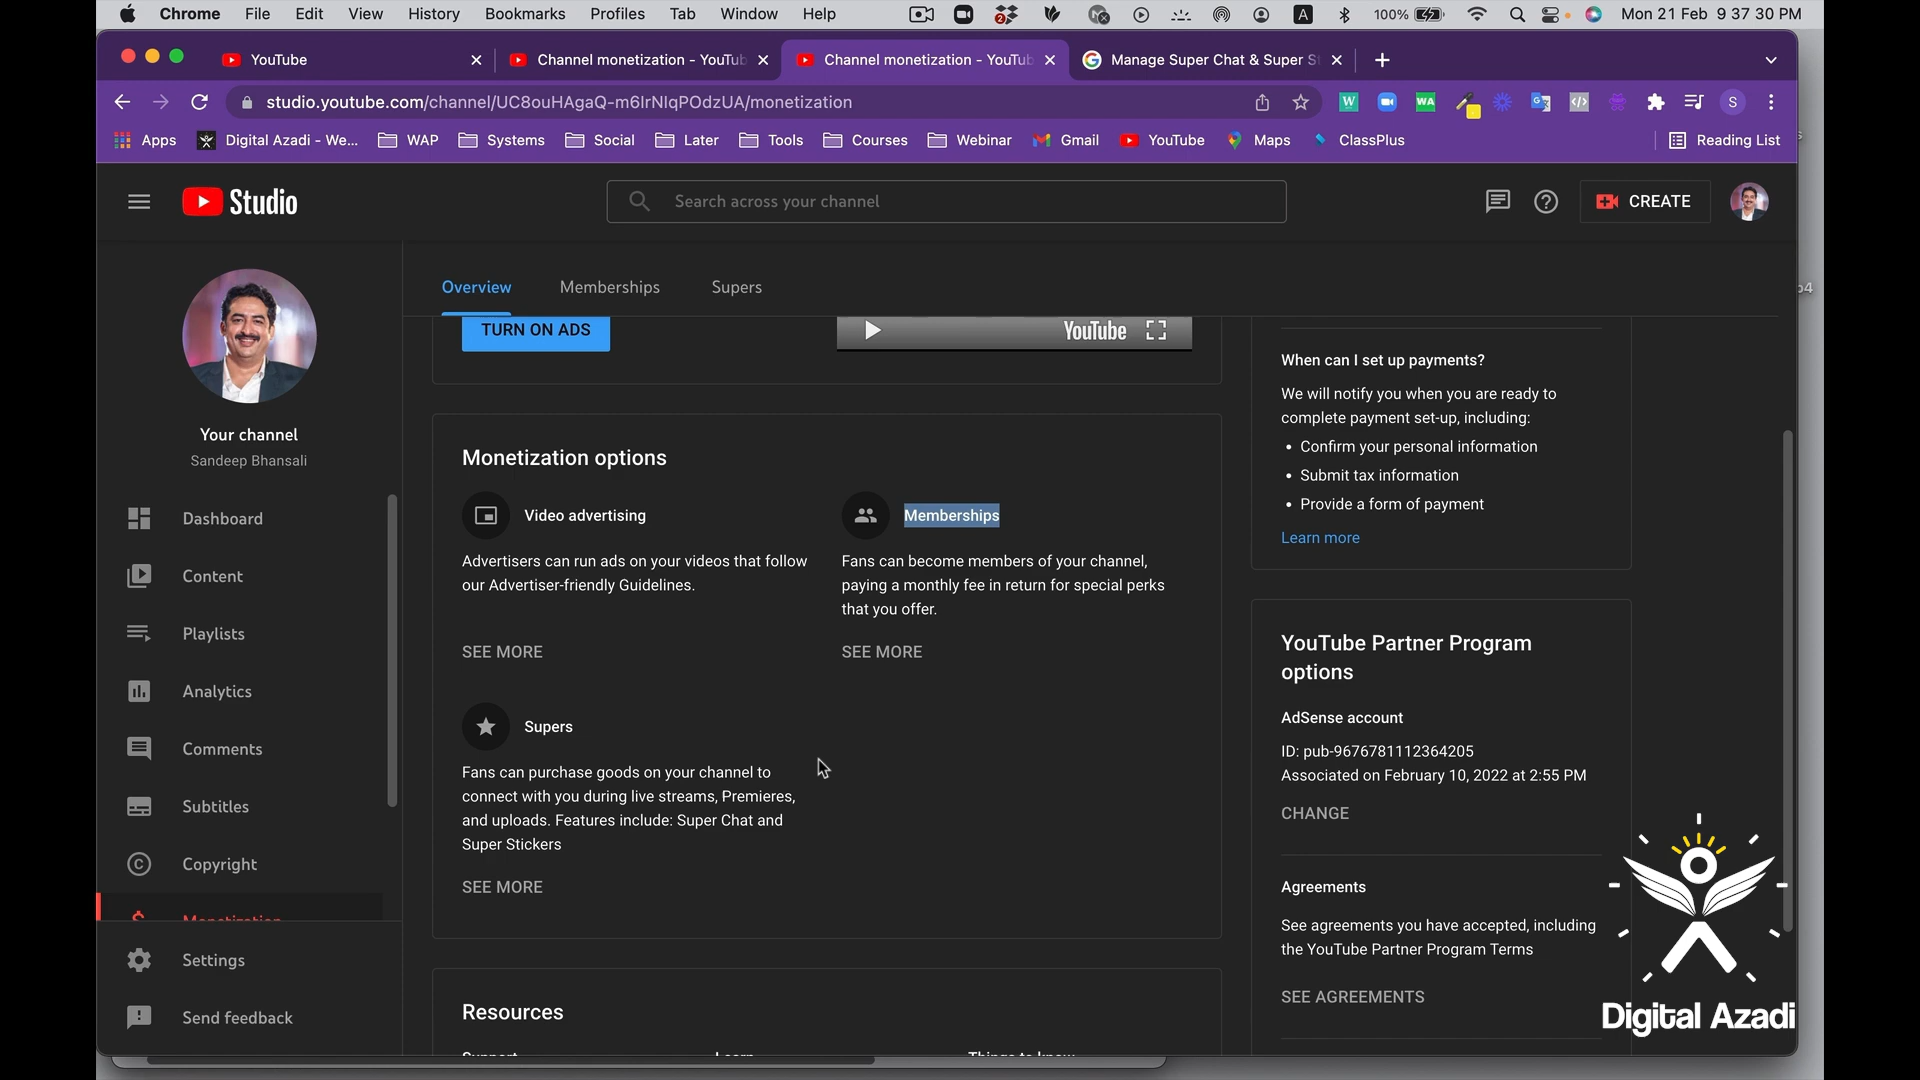 Chrome File Edit View History Bookmarks Profiles Tab Window Help
2 A 100% Mon 21 Feb 9 37 30 PM
YouTube
Channel monetization - YouTub
Channel monetization - YouTub
Manage Super Chat & Super S
studio.youtube.com/channel/UC8ouHAgaQ-m6IrNIqPOdzUA/monetization
W WA S
Apps Digital Azadi - We... WAP Systems Social Later Tools Courses Webinar Gmail YouTube Maps ClassPlus Reading List
Studio
Search across your channel
CREATE
Your channel
Sandeep Bhansali
Dashboard
Content
Playlists
Analytics
Comments
Subtitles
Copyright
Monetization
Settings
Send feedback
Overview Memberships Supers
TURN ON ADS
YouTube
Monetization options
Video advertising
Advertisers can run ads on your videos that follow
our Advertiser-friendly Guidelines.
SEE MORE
Memberships
Fans can become members of your channel,
paying a monthly fee in return for special perks
that you offer.
SEE MORE
Supers
Fans can purchase goods on your channel to
connect with you during live streams, Premieres,
and uploads. Features include: Super Chat and
Super Stickers
SEE MORE
Resources
Support Learn Things to know
When can I set up payments?
We will notify you when you are ready to
complete payment set-up, including:
• Confirm your personal information
• Submit tax information
• Provide a form of payment
Learn more
YouTube Partner Program
options
AdSense account
ID: pub-9676781112364205
Associated on February 10, 2022 at 2:55 PM
CHANGE
Agreements
See agreements you have accepted, including
the YouTube Partner Program Terms
SEE AGREEMENTS
Digital Azadi
p4